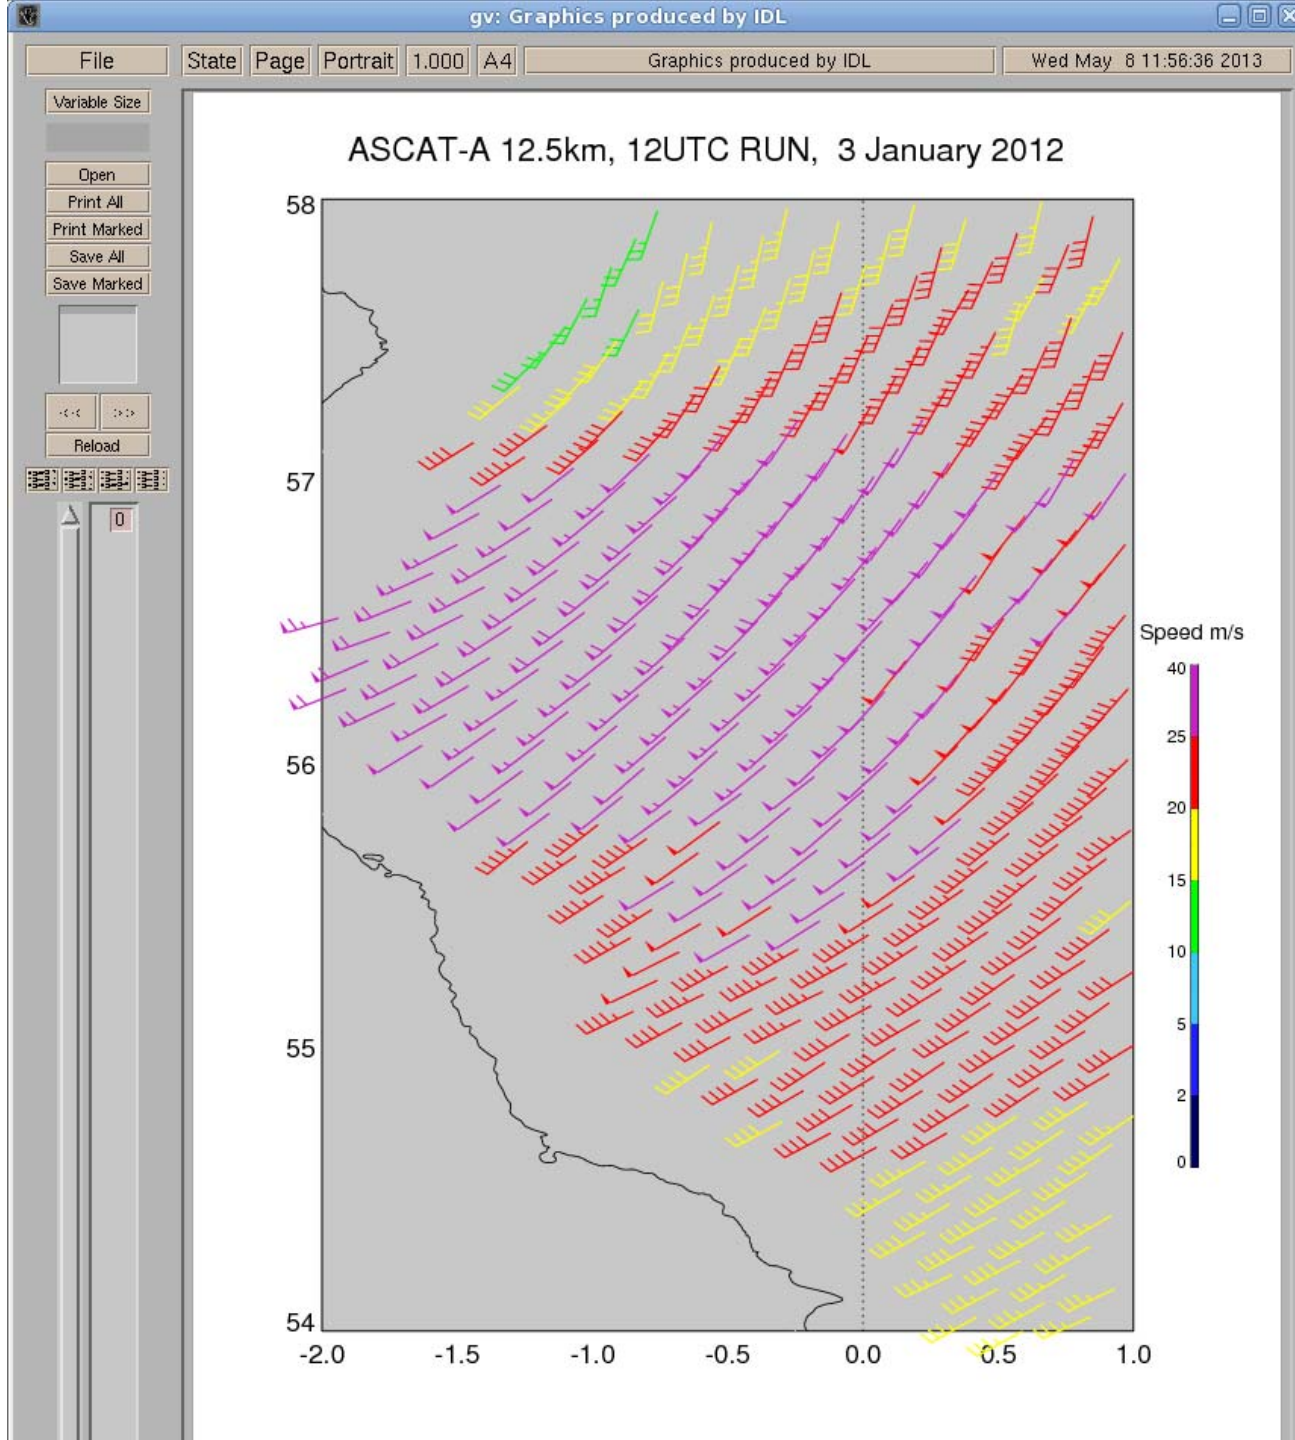 gv: Graphics produced by IDL
File State Page Portrait 1.000 A4 Graphics produced by IDL Wed May 8 11:56:36 2013
Variable Size
Open
Print All
Print Marked
Save All
Save Marked
<< >>
Reload
0
ASCAT-A 12.5km, 12UTC RUN, 3 January 2012
58
57
56
55
54
-2.0 -1.5 -1.0 -0.5 0.0 0.5 1.0
Speed m/s
40
25
20
15
10
5
2
0